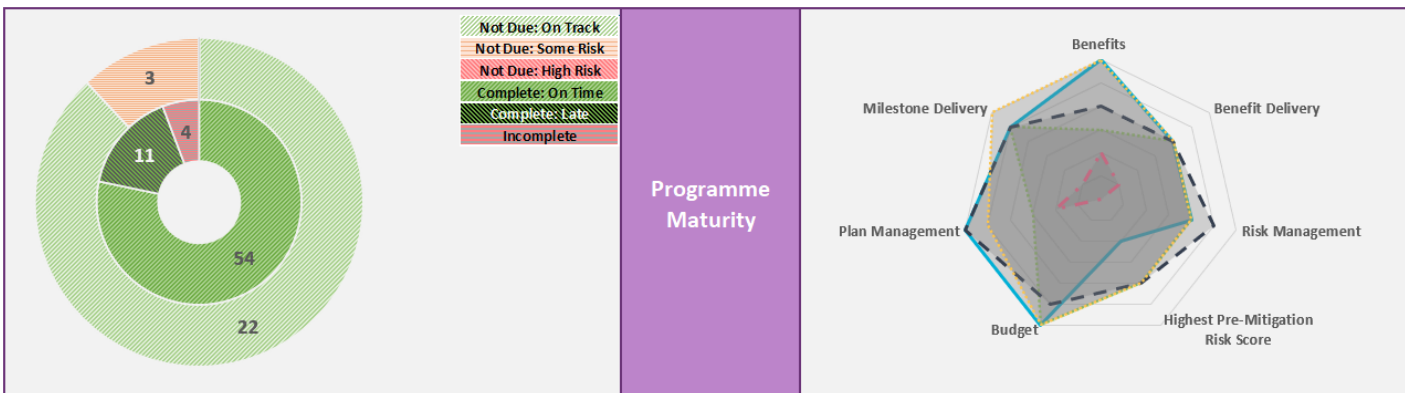 3
4
11
54
22
Not Due: On Track
Not Due: Some Risk
Not Due: High Risk
Complete: On Time
Complete: Late
Incomplete
Programme
Maturity
Benefits
Milestone Delivery
Benefit Delivery
Plan Management
Risk Management
Budget
Highest Pre-Mitigation
Risk Score